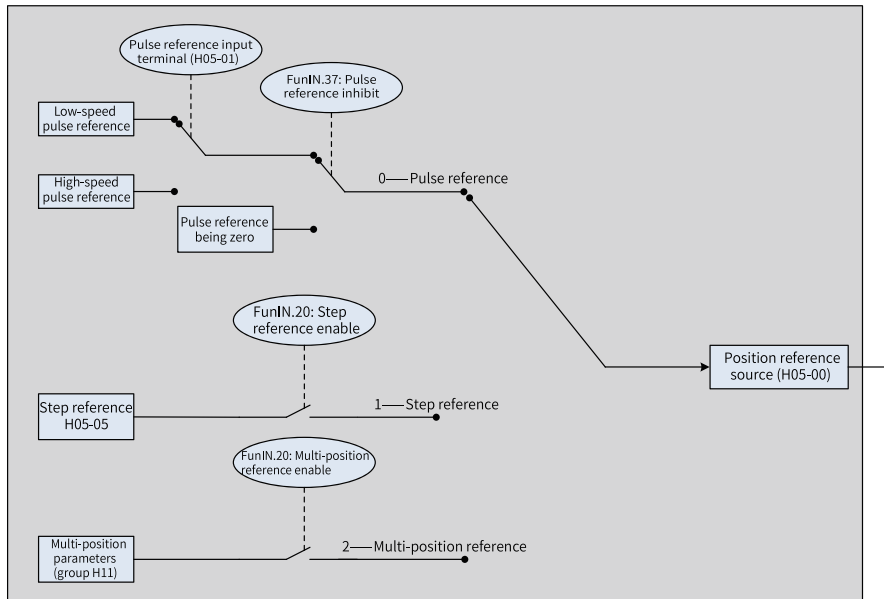 Pulse reference input
terminal (H05-01)
FunIN.37: Pulse
reference inhibit
Low-speed
pulse reference
High-speed
pulse reference
0—Pulse reference
Pulse reference
being zero
FunIN.20: Step
reference enable
Position reference
source (H05-00)
Step reference
H05-05
1—Step reference
FunIN.20: Multi-position
reference enable
Multi-position
parameters
(group H11)
2—Multi-position reference